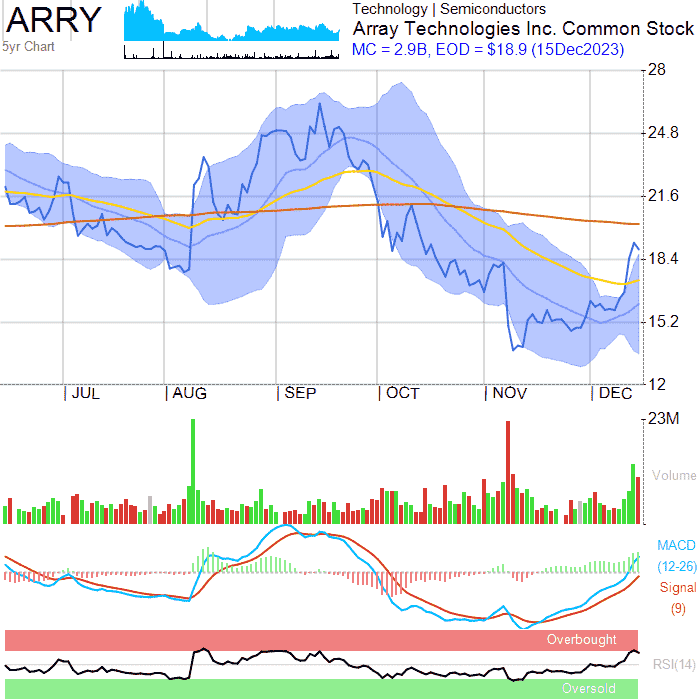 ARRY
5yr Chart
Technology | Semiconductors
Array Technologies Inc. Common Stock
MC = 2.9B, EOD = $18.9 (15Dec2023)
28
24.8
21.6
18.4
15.2
12
JUL
AUG
SEP
OCT
NOV
DEC
23M
Volume
MACD
(12-26)
Signal
(9)
Overbought
RSI(14)
Oversold